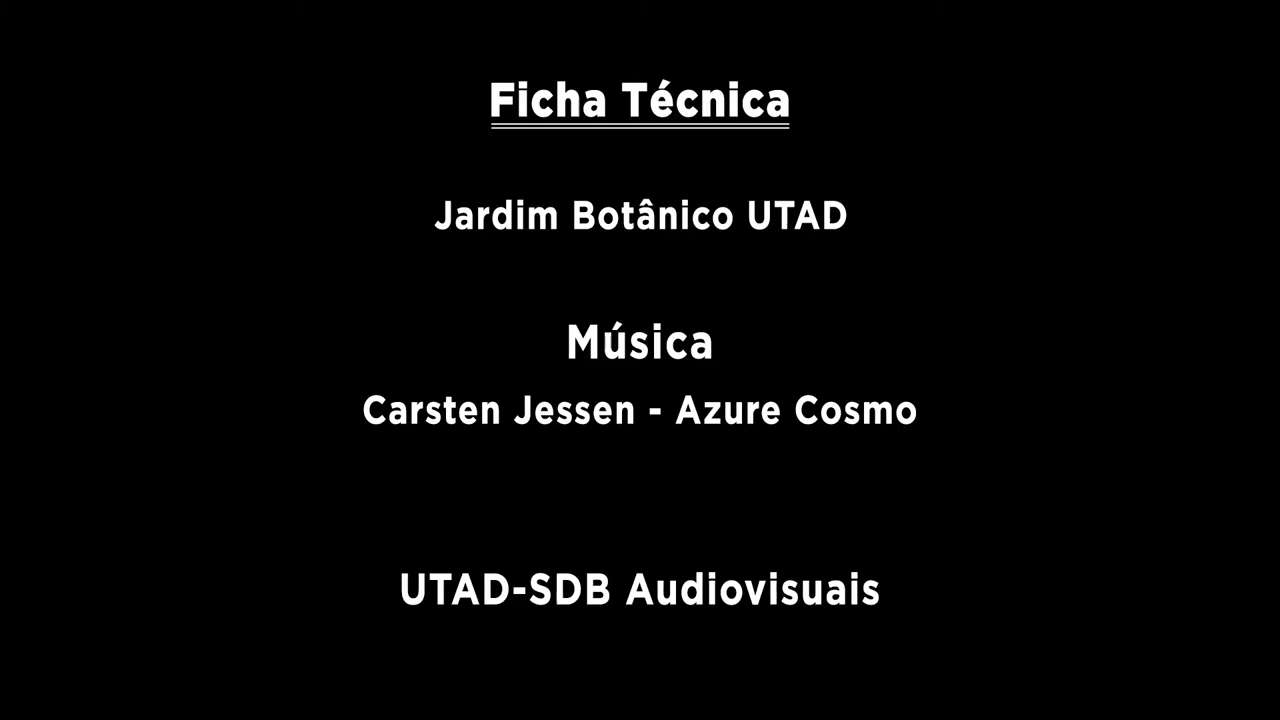 Ficha Técnica
Jardim Botânico UTAD
Música
Carsten Jessen - Azure Cosmo
UTAD-SDB Audiovisuais